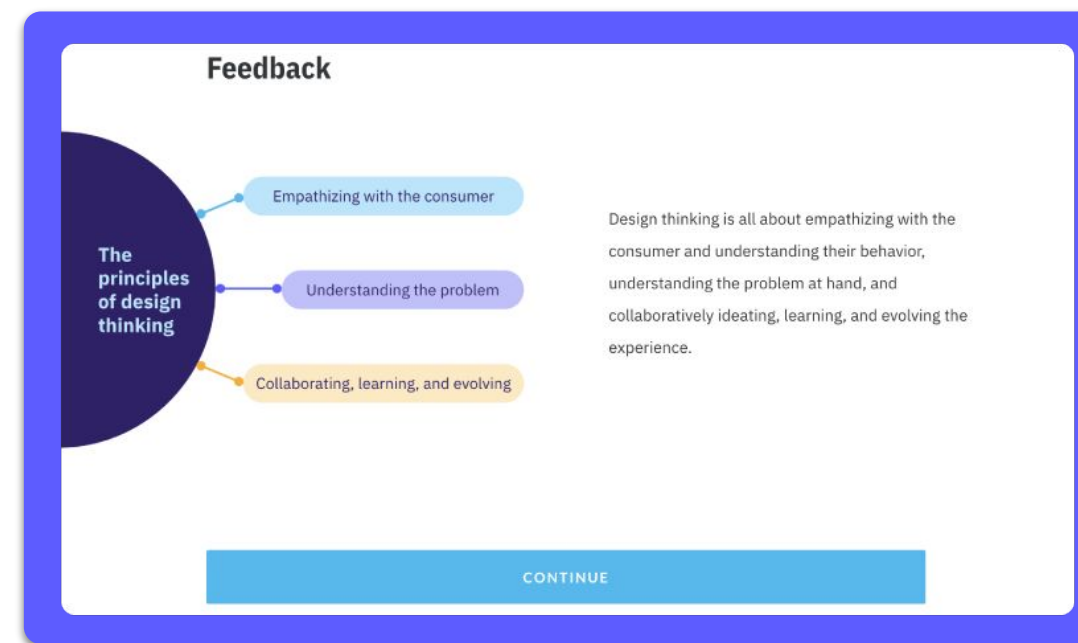 Feedback
The
principles
of design
thinking
Empathizing with the consumer
Understanding the problem
Collaborating, learning, and evolving
Design thinking is all about empathizing with the
consumer and understanding their behavior,
understanding the problem at hand, and
collaboratively ideating, learning, and evolving the
experience.
CONTINUE